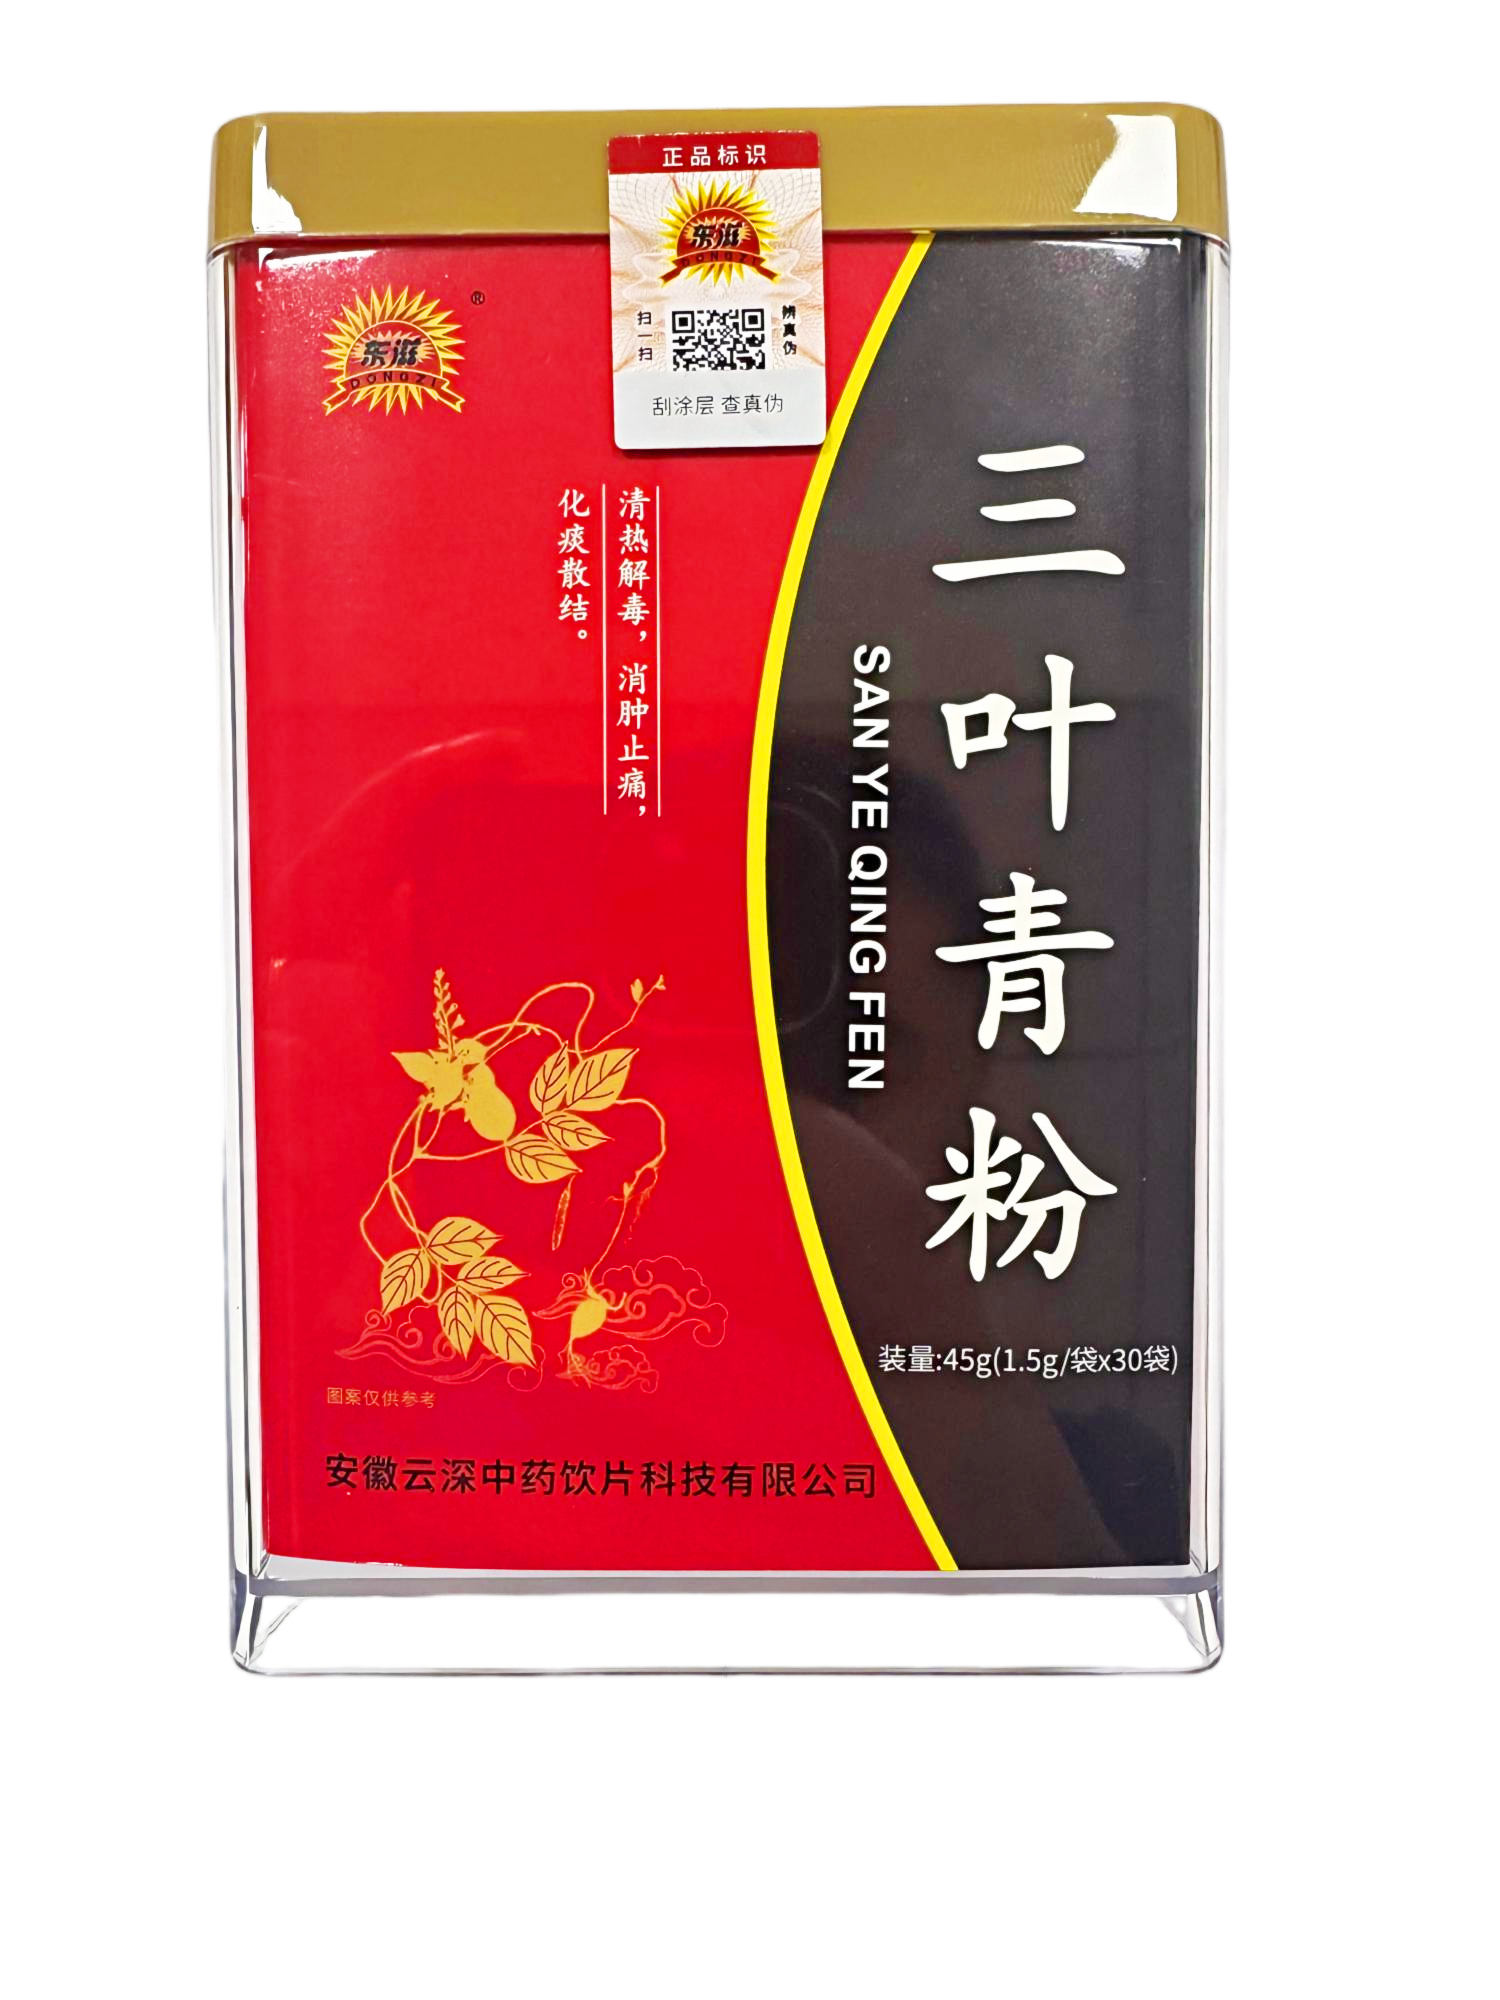 正品标识
东滋
DONGZI
扫一扫
辨真伪
刮涂层 查真伪
东滋
DONGZI
®
清热解毒，消肿止痛，
化痰散结。
三叶青粉
SAN YE QING FEN
装量:45g(1.5g/袋x30袋)
图案仅供参考
安徽云深中药饮片科技有限公司